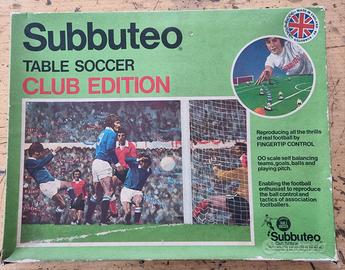 Subbuteo
TABLE SOCCER
CLUB EDITION
Reproducing all the thrills
of real football by
FINGERTIP CONTROL
OO scale self balancing
teams, goals, balls and
playing pitch.
Enabling the football
enthusiast to reproduce
the ball control and
tactics of association
footballers.
Subbuteo